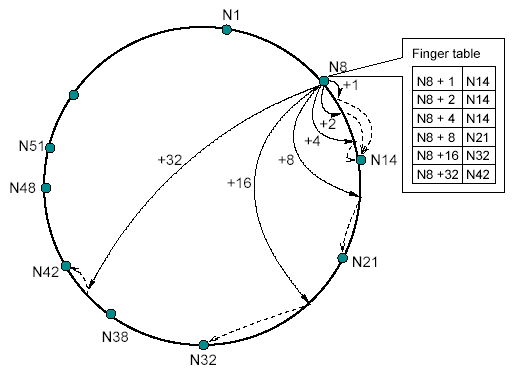 N1
N8
Finger table
N8 + 1 N14
N8 + 2 N14
N8 + 4 N14
N8 + 8 N21
N8 +16 N32
N8 +32 N42
+1
+2
+4
+8
+16
+32
N14
N21
N32
N38
N42
N48
N51